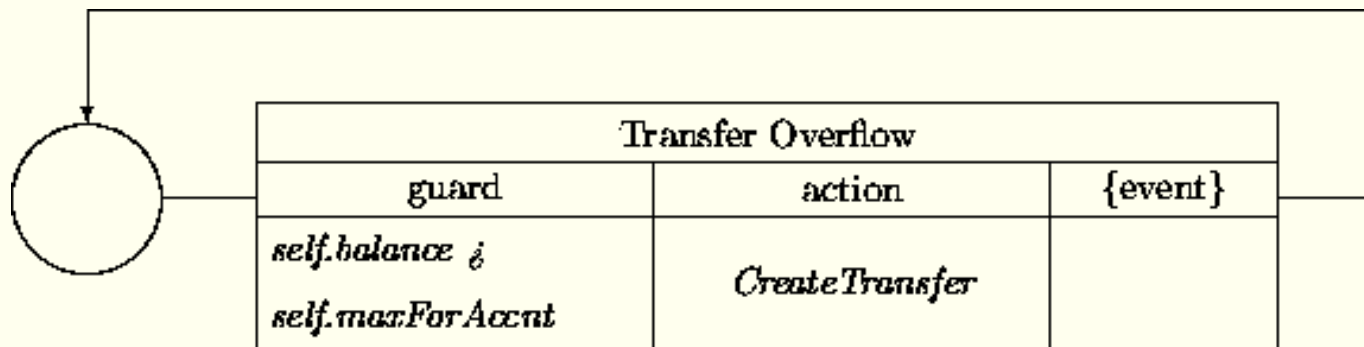 Transfer Overflow
guard action {event}
self.balance ¿
CreateTransfer
self.maxForAccnt